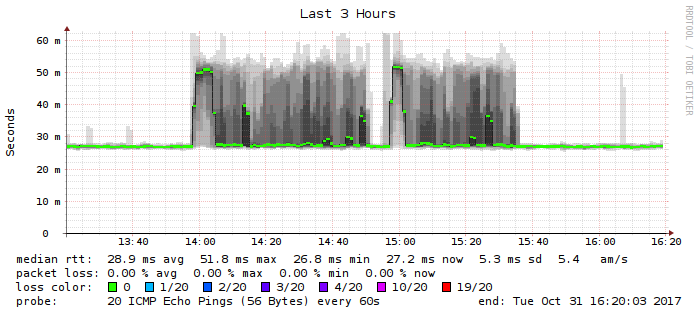 Last 3 Hours
RRDTOOL / TOBI OETIKER
Seconds
60 m
50 m
40 m
30 m
20 m
10 m
0
13:40 14:00 14:20 14:40 15:00 15:20 15:40 16:00 16:20
median rtt: 28.9 ms avg 51.8 ms max 26.8 ms min 27.2 ms now 5.3 ms sd 5.4 am/s
packet loss: 0.00 % avg 0.00 % max 0.00 % min 0.00 % now
loss color: 0 1/20 2/20 3/20 4/20 10/20 19/20
probe: 20 ICMP Echo Pings (56 Bytes) every 60s end: Tue Oct 31 16:20:03 2017